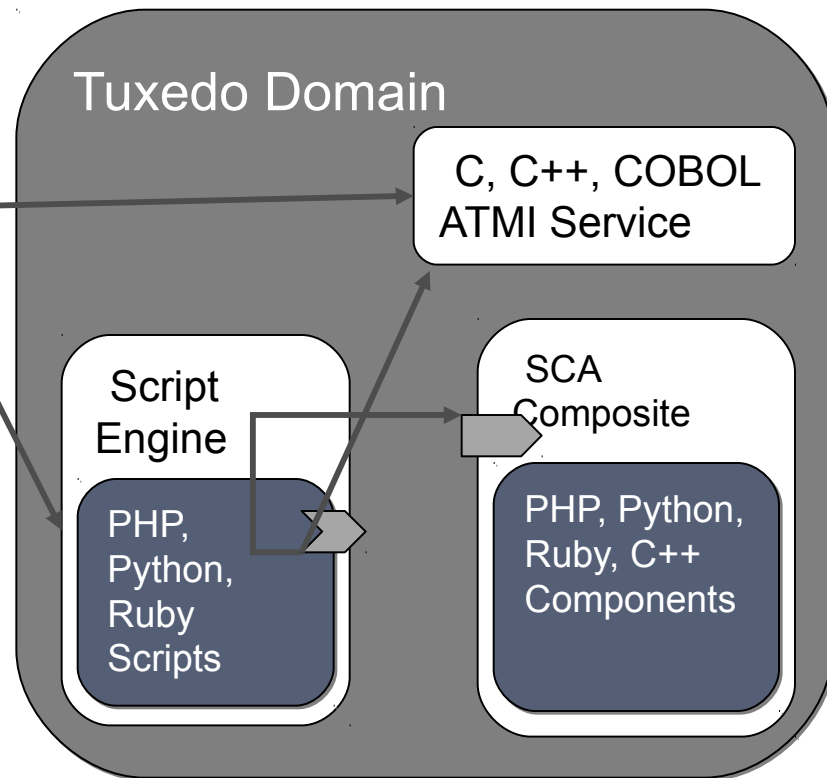 Tuxedo Domain
C, C++, COBOL
ATMI Service
Script
Engine
PHP,
Python,
Ruby
Scripts
SCA
Composite
PHP, Python,
Ruby, C++
Components